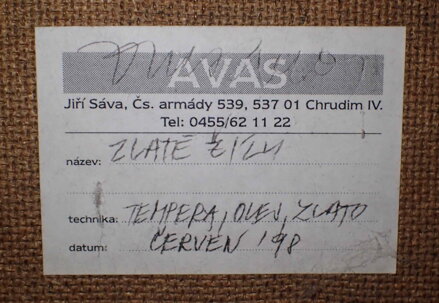 AVAS
Jiří Sáva, Čs. armády 539, 537 01 Chrudim IV.
Tel: 0455/62 11 22
název: ZLATÉ
technika: TEMPERA, OLEJ, ZLATO
datum: ČERVEN '98